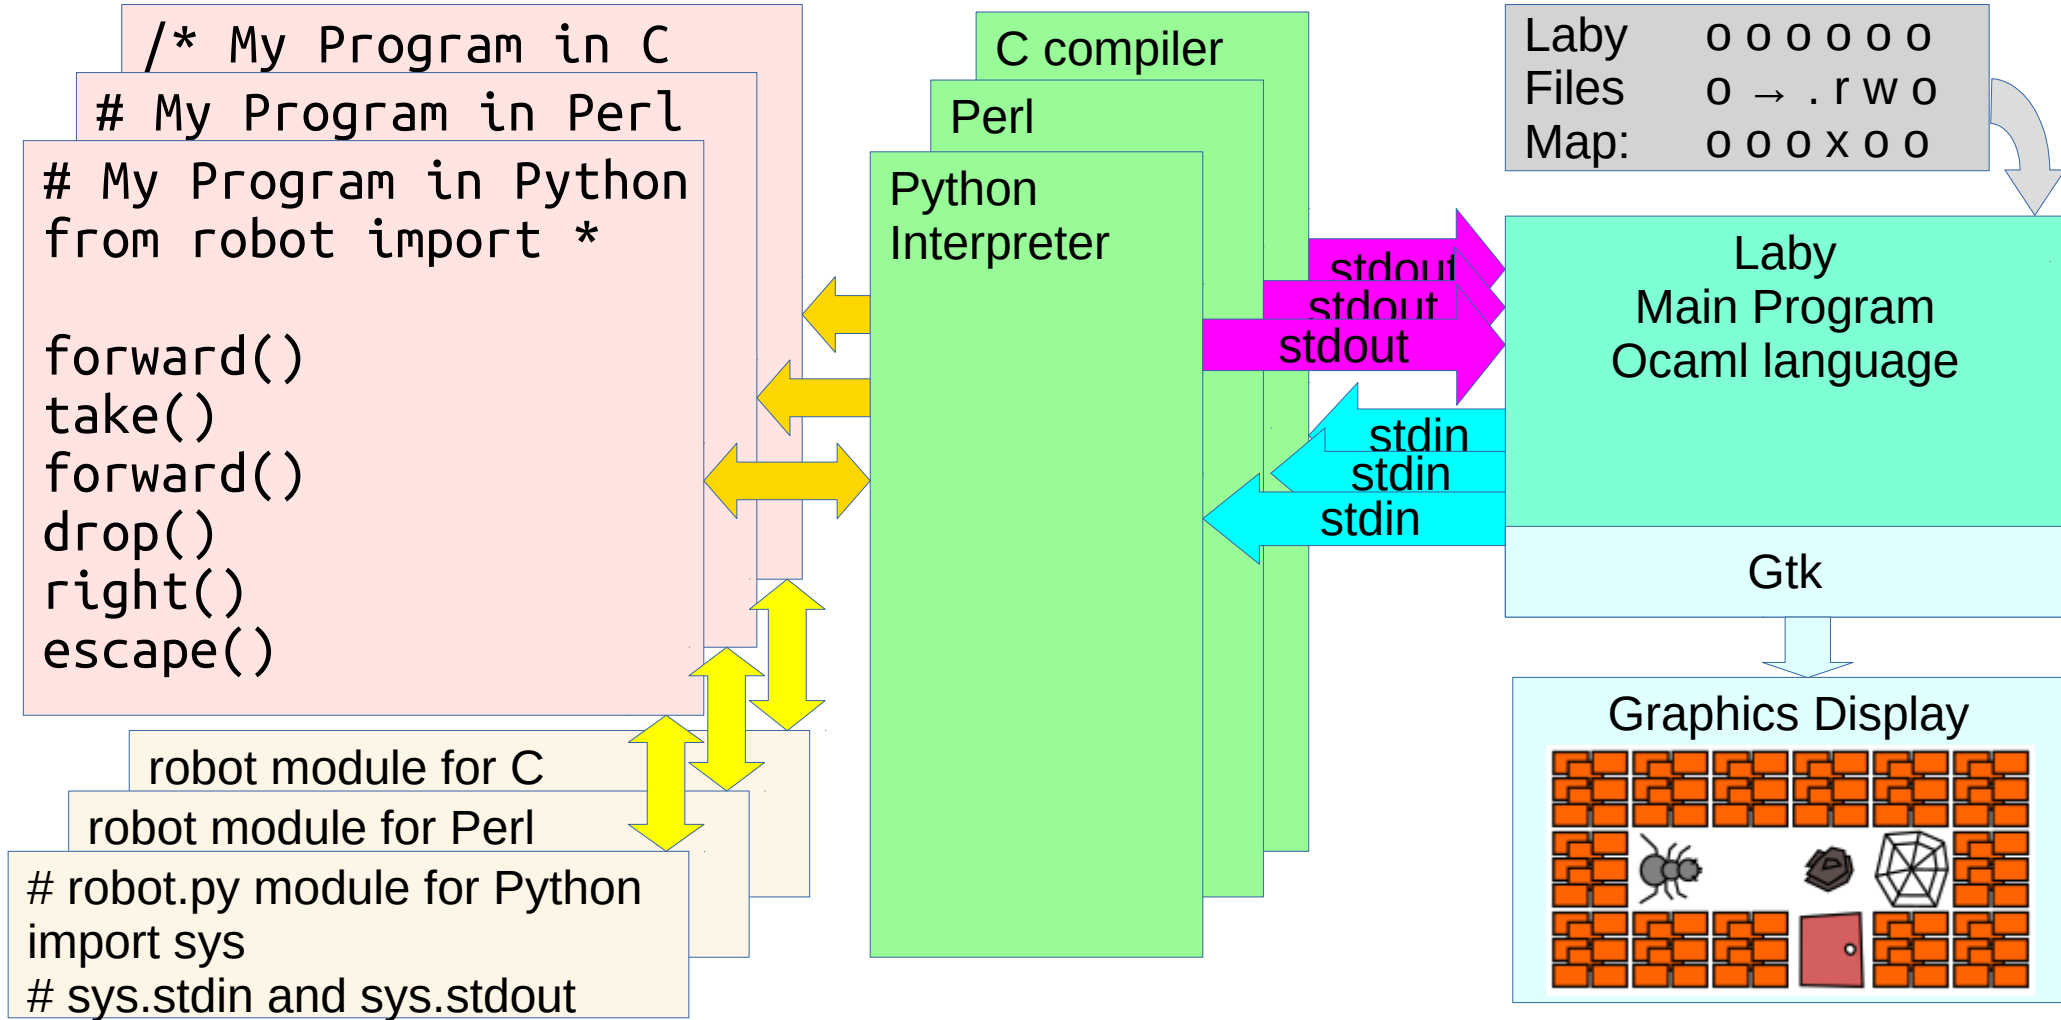 /* My Program in C
# My Program in Perl
# My Program in Python
from robot import *
forward()
take()
forward()
drop()
right()
escape()
robot module for C
robot module for Perl
# robot.py module for Python
import sys
# sys.stdin and sys.stdout
C compiler
Perl
Python
Interpreter
stdout
stdout
stdout
stdin
stdin
stdin
Laby o o o o o o
Files o → . r w o
Map: o o o x o o
Laby
Main Program
Ocaml language
Gtk
Graphics Display